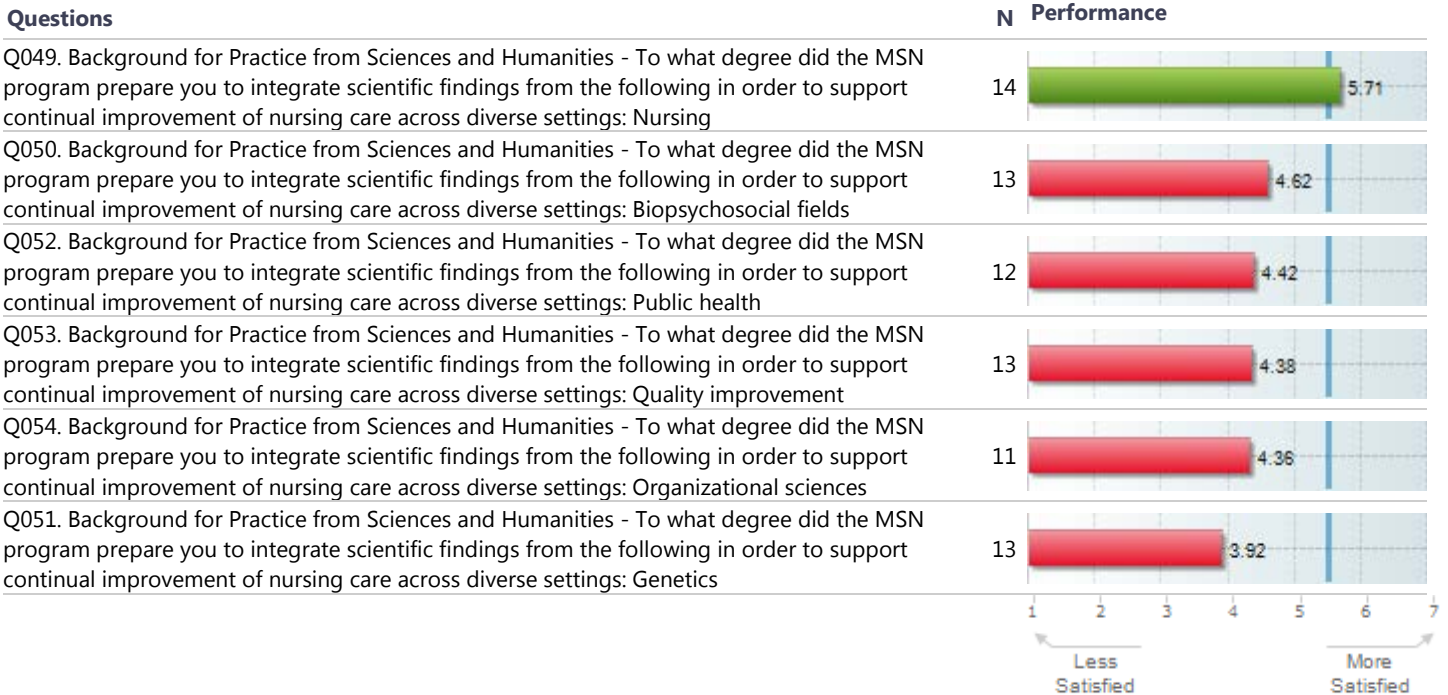 Questions N Performance
Q049. Background for Practice from Sciences and Humanities - To what degree did the MSN
program prepare you to integrate scientific findings from the following in order to support
continual improvement of nursing care across diverse settings: Nursing
14
5.71
Q050. Background for Practice from Sciences and Humanities - To what degree did the MSN
program prepare you to integrate scientific findings from the following in order to support
continual improvement of nursing care across diverse settings: Biopsychosocial fields
13
4.62
Q052. Background for Practice from Sciences and Humanities - To what degree did the MSN
program prepare you to integrate scientific findings from the following in order to support
continual improvement of nursing care across diverse settings: Public health
12
4.42
Q053. Background for Practice from Sciences and Humanities - To what degree did the MSN
program prepare you to integrate scientific findings from the following in order to support
continual improvement of nursing care across diverse settings: Quality improvement
13
4.38
Q054. Background for Practice from Sciences and Humanities - To what degree did the MSN
program prepare you to integrate scientific findings from the following in order to support
continual improvement of nursing care across diverse settings: Organizational sciences
11
4.36
Q051. Background for Practice from Sciences and Humanities - To what degree did the MSN
program prepare you to integrate scientific findings from the following in order to support
continual improvement of nursing care across diverse settings: Genetics
13
3.92
1 2 3 4 5 6 7
Less
Satisfied
More
Satisfied